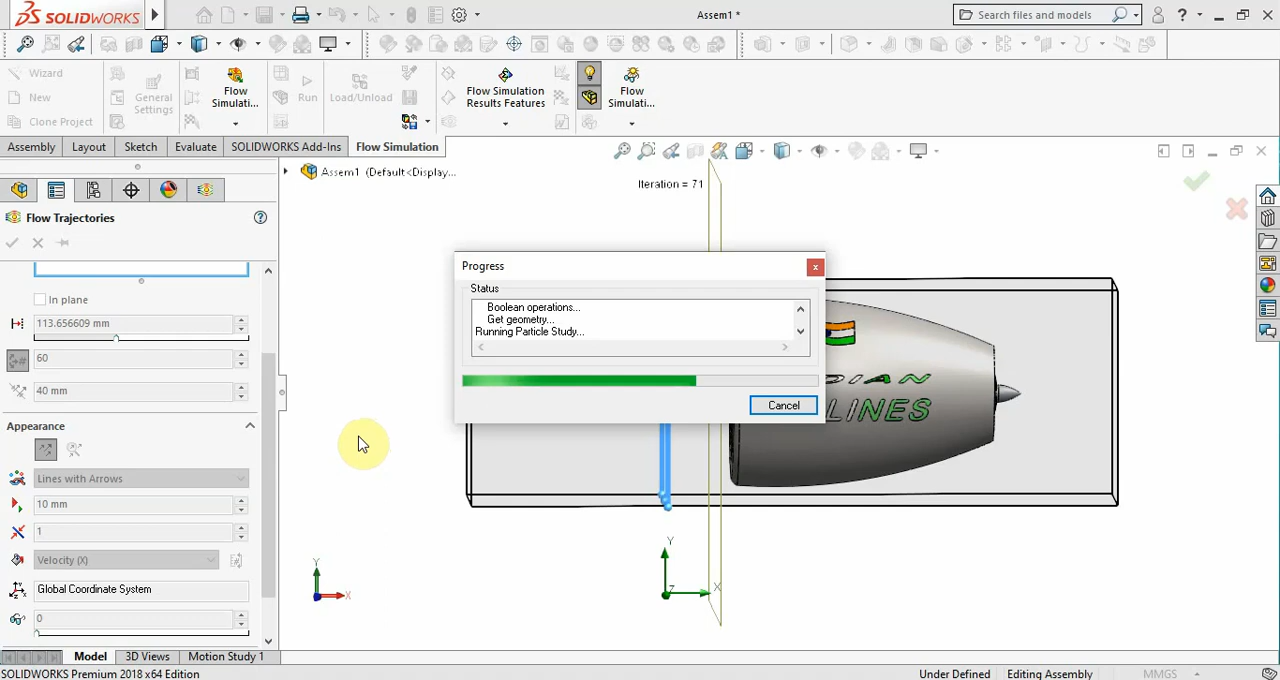 SOLIDWORKS
Assem1 *
Search files and models
?
Wizard
New
Clone Project
General Settings
Flow Simulati...
Run
Load/Unload
Flow Simulation Results Features
Flow Simulati...
Assembly
Layout
Sketch
Evaluate
SOLIDWORKS Add-Ins
Flow Simulation
Assem1 (Default<Display...
Iteration = 71
Flow Trajectories
?
In plane
113.656609 mm
60
40 mm
Appearance
Lines with Arrows
10 mm
1
Velocity (X)
Global Coordinate System
0
Progress
x
Status
Boolean operations...
Get geometry...
Running Particle Study...
Cancel
DIAN
LINES
Y
X
Y
Z
X
Model
3D Views
Motion Study 1
SOLIDWORKS Premium 2018 x64 Edition
Under Defined
Editing Assembly
MMGS